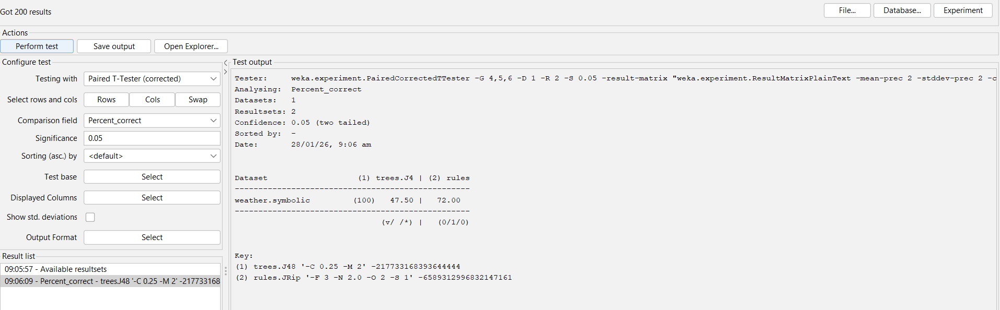 Got 200 results
File... Database... Experiment
Actions
Perform test Save output Open Explorer...
Configure test
Testing with Paired T-Tester (corrected)
Select rows and cols Rows Cols Swap
Comparison field Percent_correct
Significance 0.05
Sorting (asc.) by <default>
Test base Select
Displayed Columns Select
Show std. deviations
Output Format Select
Result list
09:05:57 - Available resultsets
09:06:09 - Percent_correct - trees.J48 '-C 0.25 -M 2' -217733168
Test output
Tester: weka.experiment.PairedCorrectedTTester -G 4,5,6 -D 1 -R 2 -S 0.05 -result-matrix "weka.experiment.ResultMatrixPlainText -mean-prec 2 -stddev-prec 2 -c
Analysing: Percent_correct
Datasets: 1
Resultsets: 2
Confidence: 0.05 (two tailed)
Sorted by: -
Date: 28/01/26, 9:06 am
Dataset (1) trees.J4 | (2) rules
------------------------------------------------
weather.symbolic (100) 47.50 | 72.00
------------------------------------------------
(v/ /*) | (0/1/0)
Key:
(1) trees.J48 '-C 0.25 -M 2' -217733168393644444
(2) rules.JRip '-F 3 -N 2.0 -O 2 -S 1' -6589312996832147161